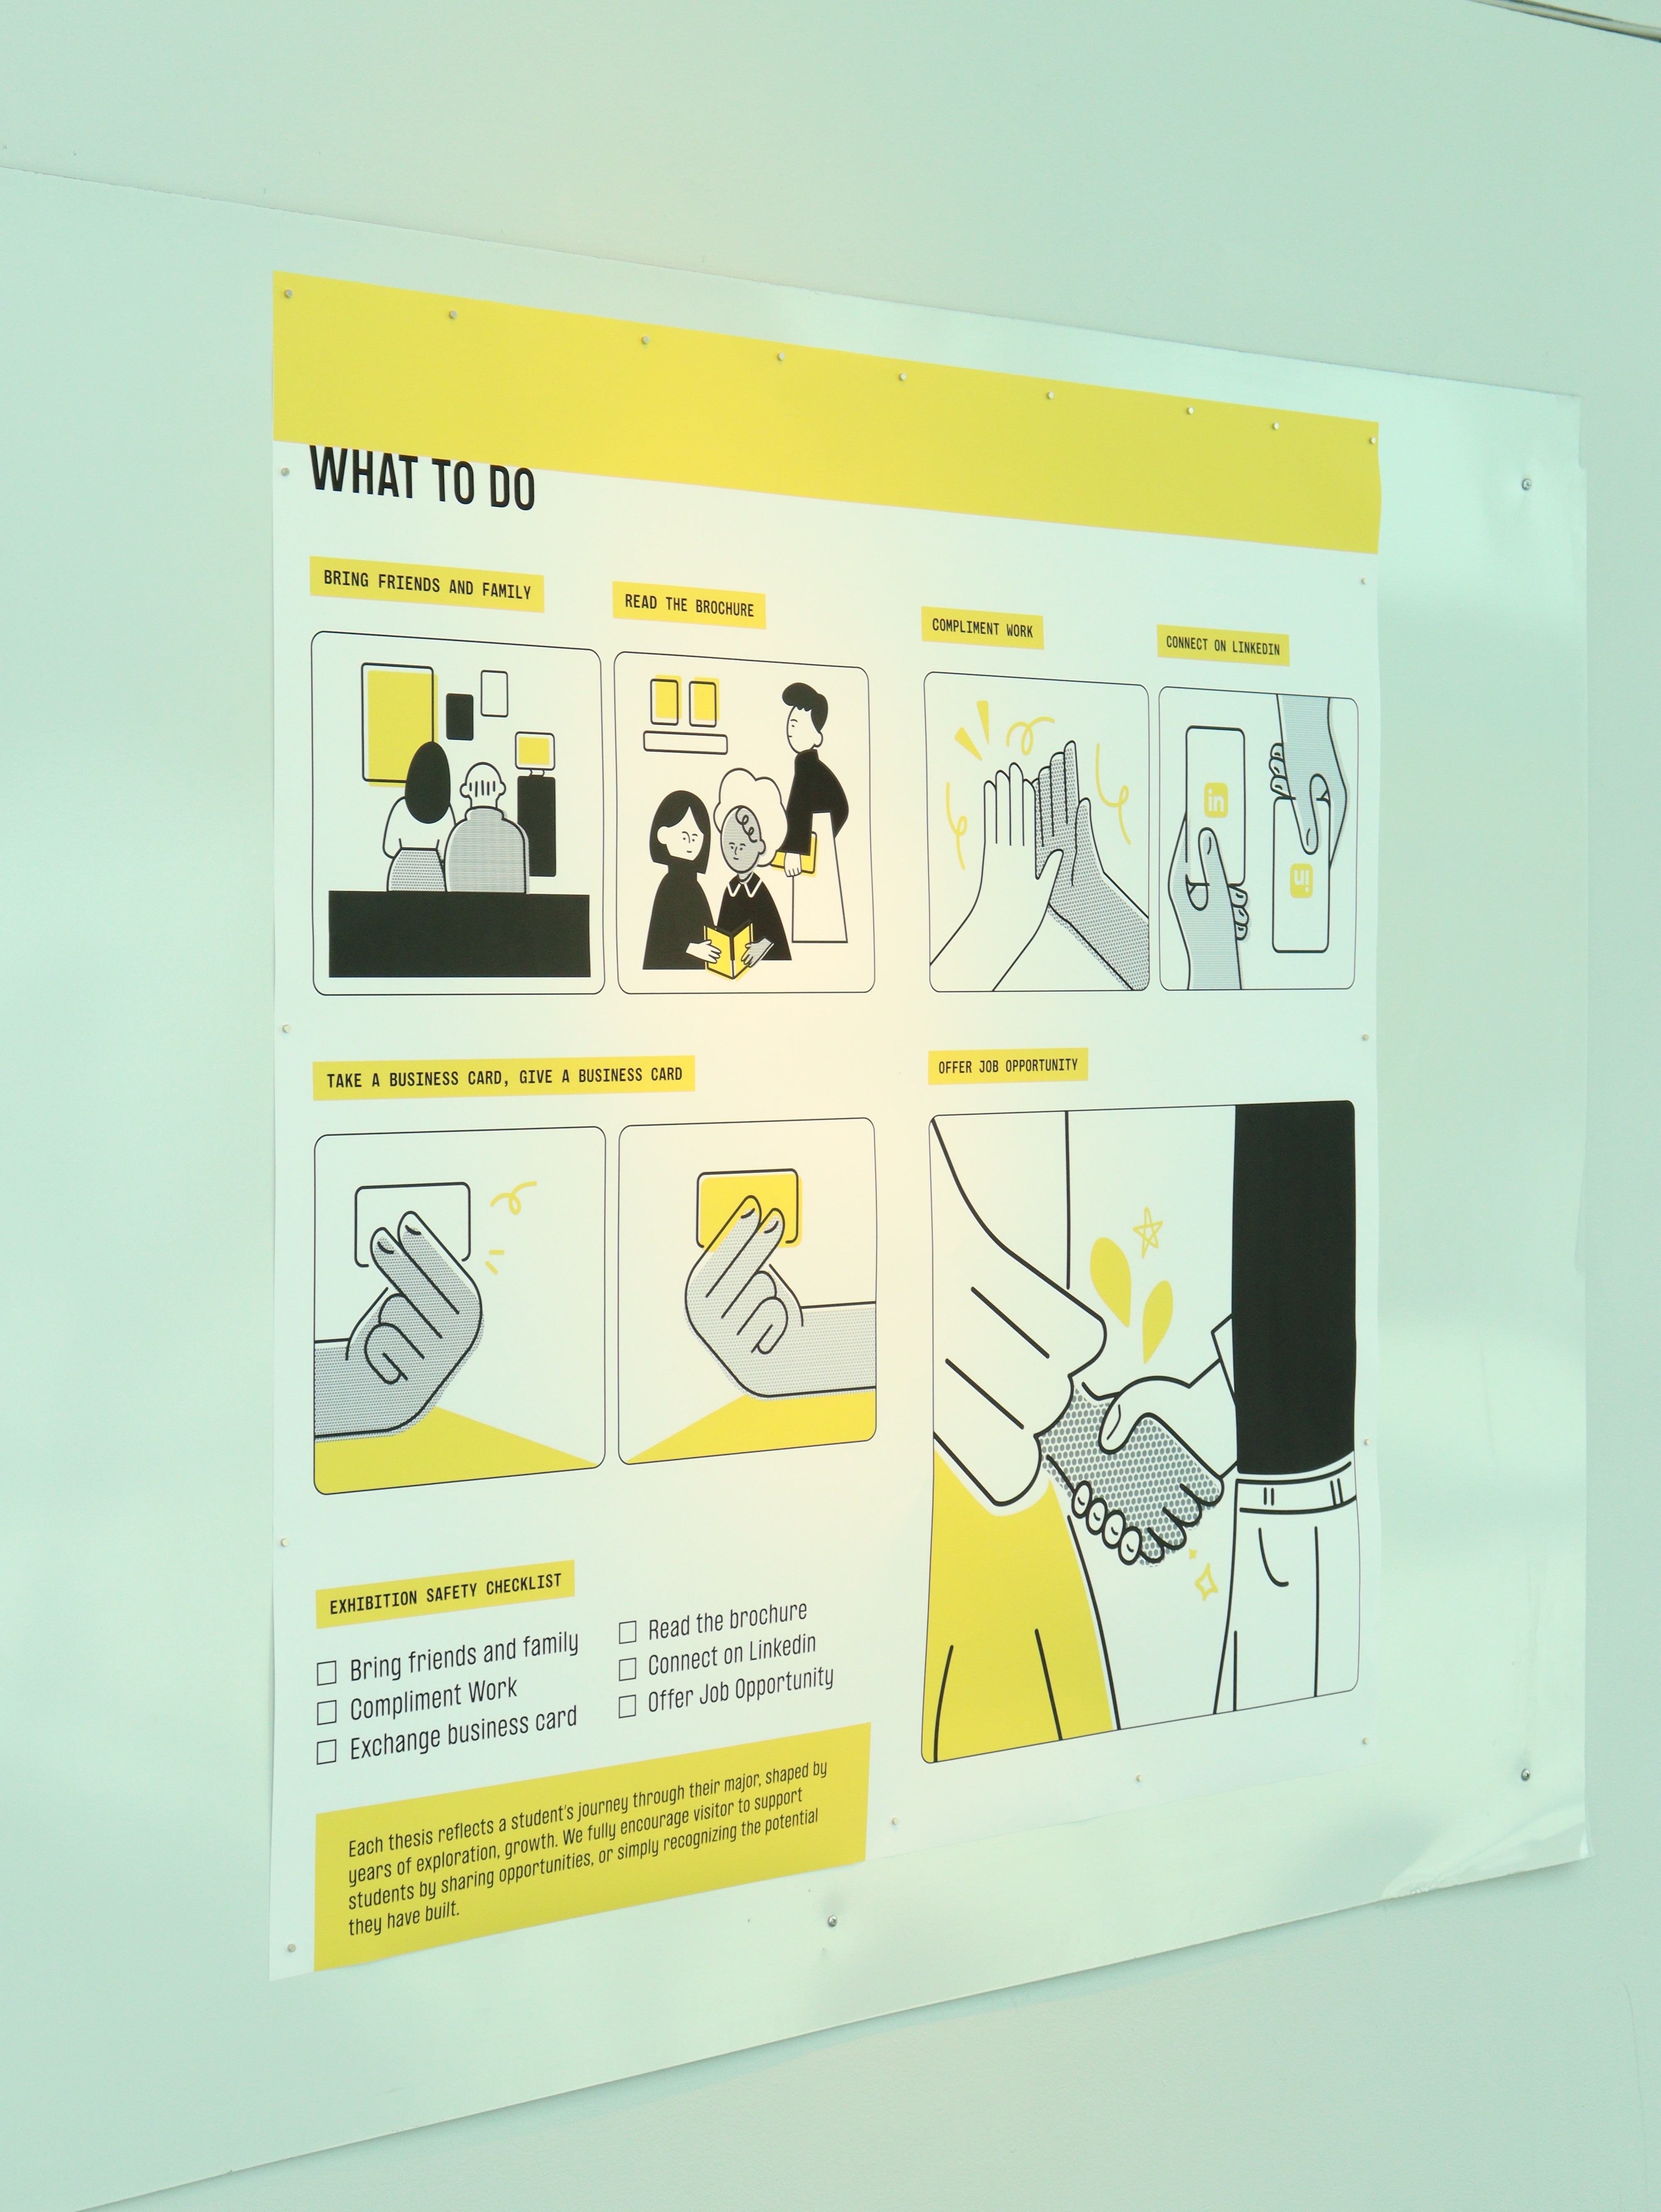 WHAT TO DO
BRING FRIENDS AND FAMILY
READ THE BROCHURE
COMPLIMENT WORK
CONNECT ON LINKEDIN
in
in
TAKE A BUSINESS CARD, GIVE A BUSINESS CARD
OFFER JOB OPPORTUNITY
EXHIBITION SAFETY CHECKLIST
Bring friends and family
Compliment Work
Exchange business card
Read the brochure
Connect on Linkedin
Offer Job Opportunity
Each thesis reflects a student's journey through their major, shaped by
years of exploration, growth. We fully encourage visitor to support
students by sharing opportunities, or simply recognizing the potential
they have built.